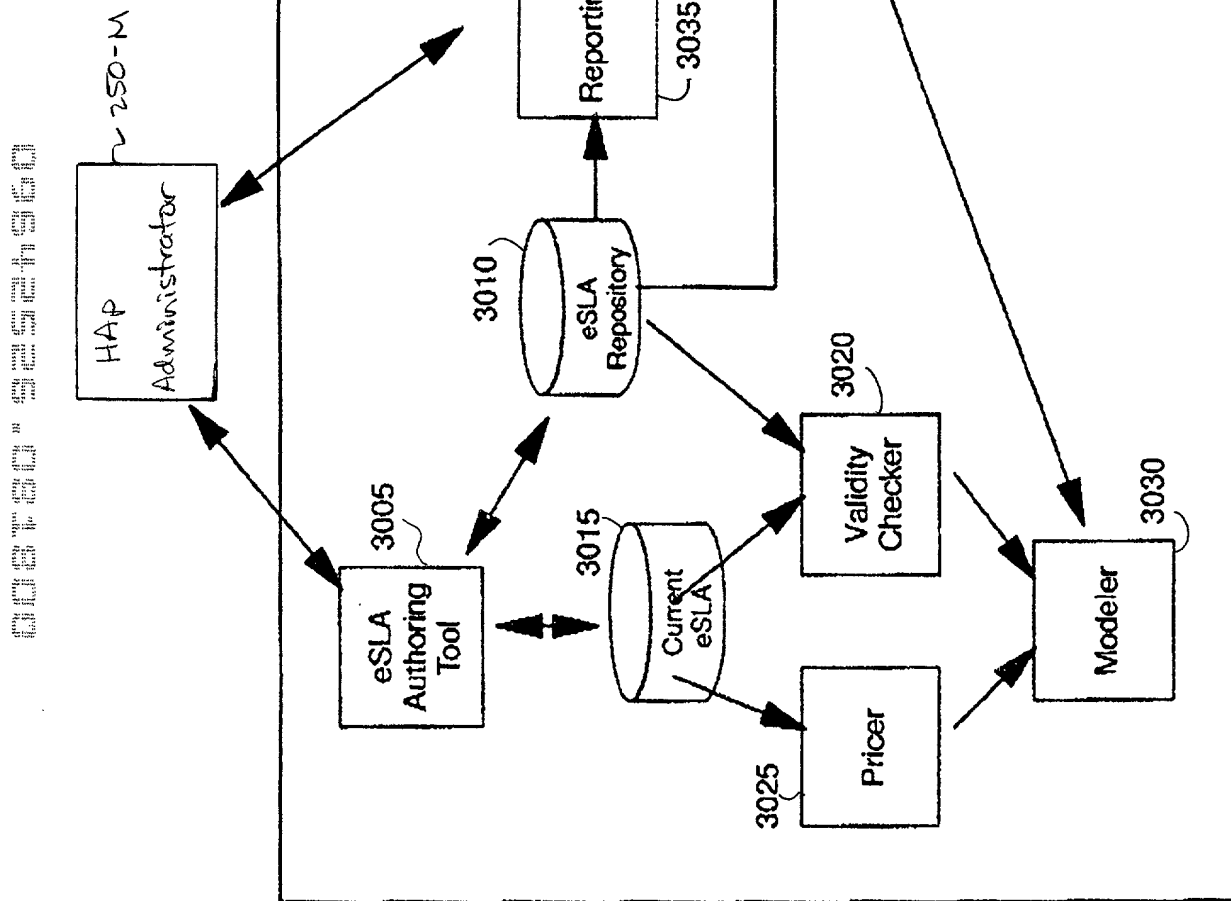 250-M
HAp
Administrator
3035
3010
eSLA
Repository
3005
eSLA
Authoring
Tool
3015
Current
eSLA
3020
Validity
Checker
3025
Pricer
3030
Modeler